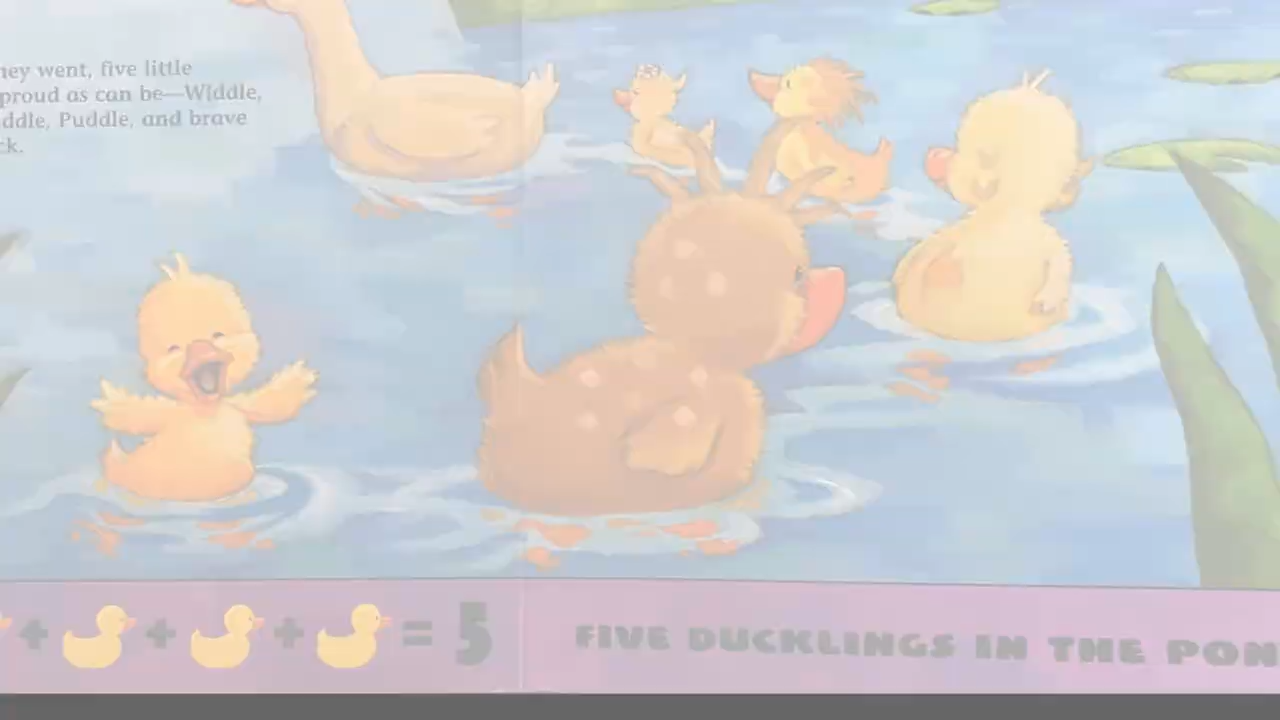 hey went, five little
proud as can be—Widdle,
ddle, Puddle, and brave
ck.
+ + + = 5
FIVE DUCKLINGS IN THE PON